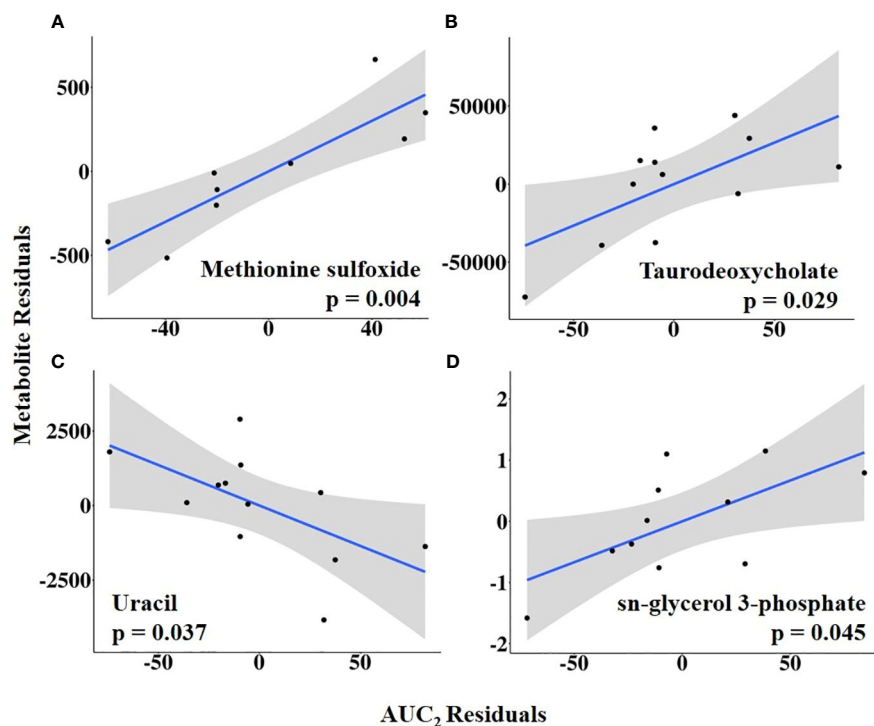 A
500
0
-500
Methionine sulfoxide
p = 0.004
-40 0 40
B
50000
0
-50000
Taurodeoxycholate
p = 0.029
-50 0 50
Metabolite Residuals
C
2500
0
-2500
Uracil
p = 0.037
-50 0 50
D
2
1
0
-1
-2
sn-glycerol 3-phosphate
p = 0.045
-50 0 50
AUC₂ Residuals